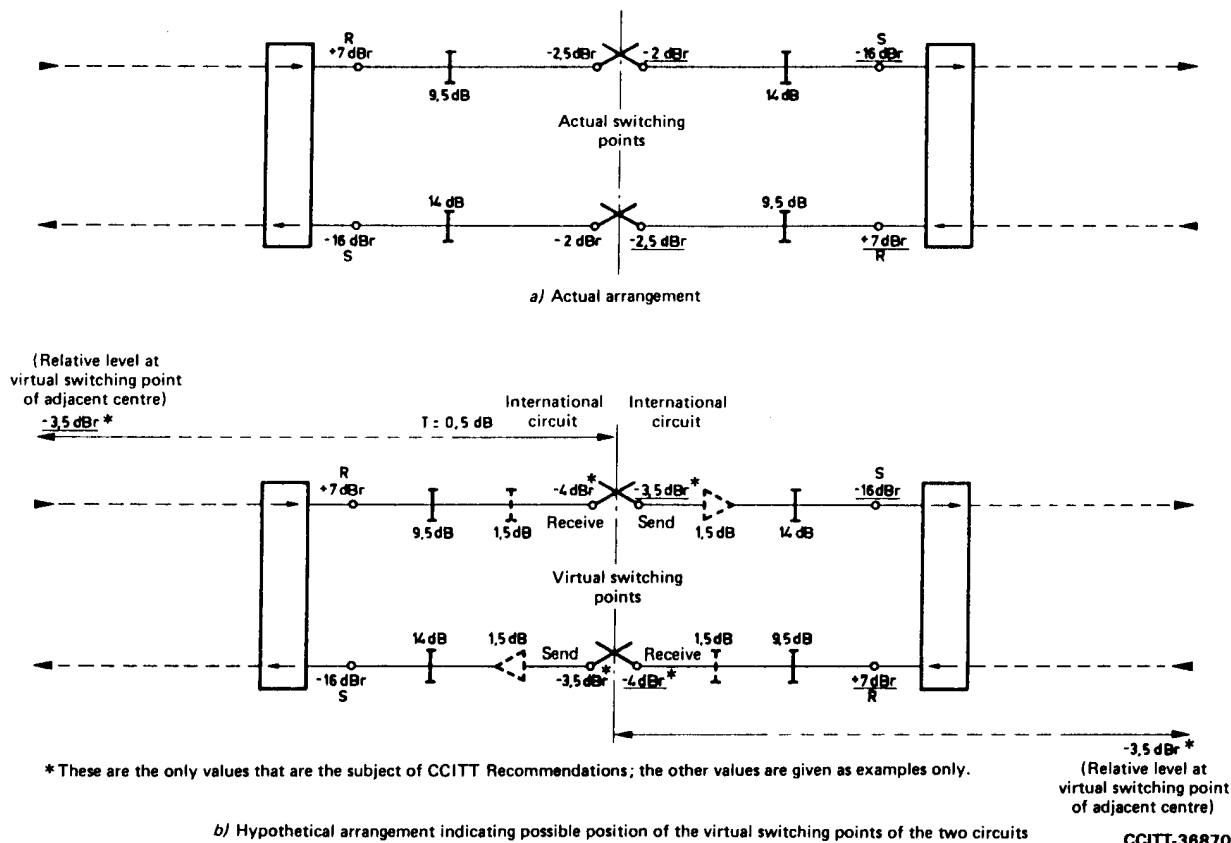 R
+7 dBr
-2,5 dBr
-2 dBr
S
-16 dBr
9,5 dB
14 dB
Actual switching
points
14 dB
9,5 dB
-16 dBr
S
-2 dBr
-2,5 dBr
+7 dBr
R
a) Actual arrangement
(Relative level at
virtual switching point
of adjacent centre)
-3,5 dBr *
T = 0,5 dB
International
circuit
International
circuit
R
+7 dBr
-4 dBr*
-3,5 dBr*
S
-16 dBr
9,5 dB
1,5 dB
Receive
Send
1,5 dB
14 dB
Virtual switching
points
14 dB
1,5 dB
Send
Receive
1,5 dB
9,5 dB
-16 dBr
S
-3,5 dBr*
-4 dBr*
+7 dBr
R
-3,5 dBr *
(Relative level at
virtual switching point
of adjacent centre)
* These are the only values that are the subject of CCITT Recommendations; the other values are given as examples only.
b) Hypothetical arrangement indicating possible position of the virtual switching points of the two circuits
CCITT-36870